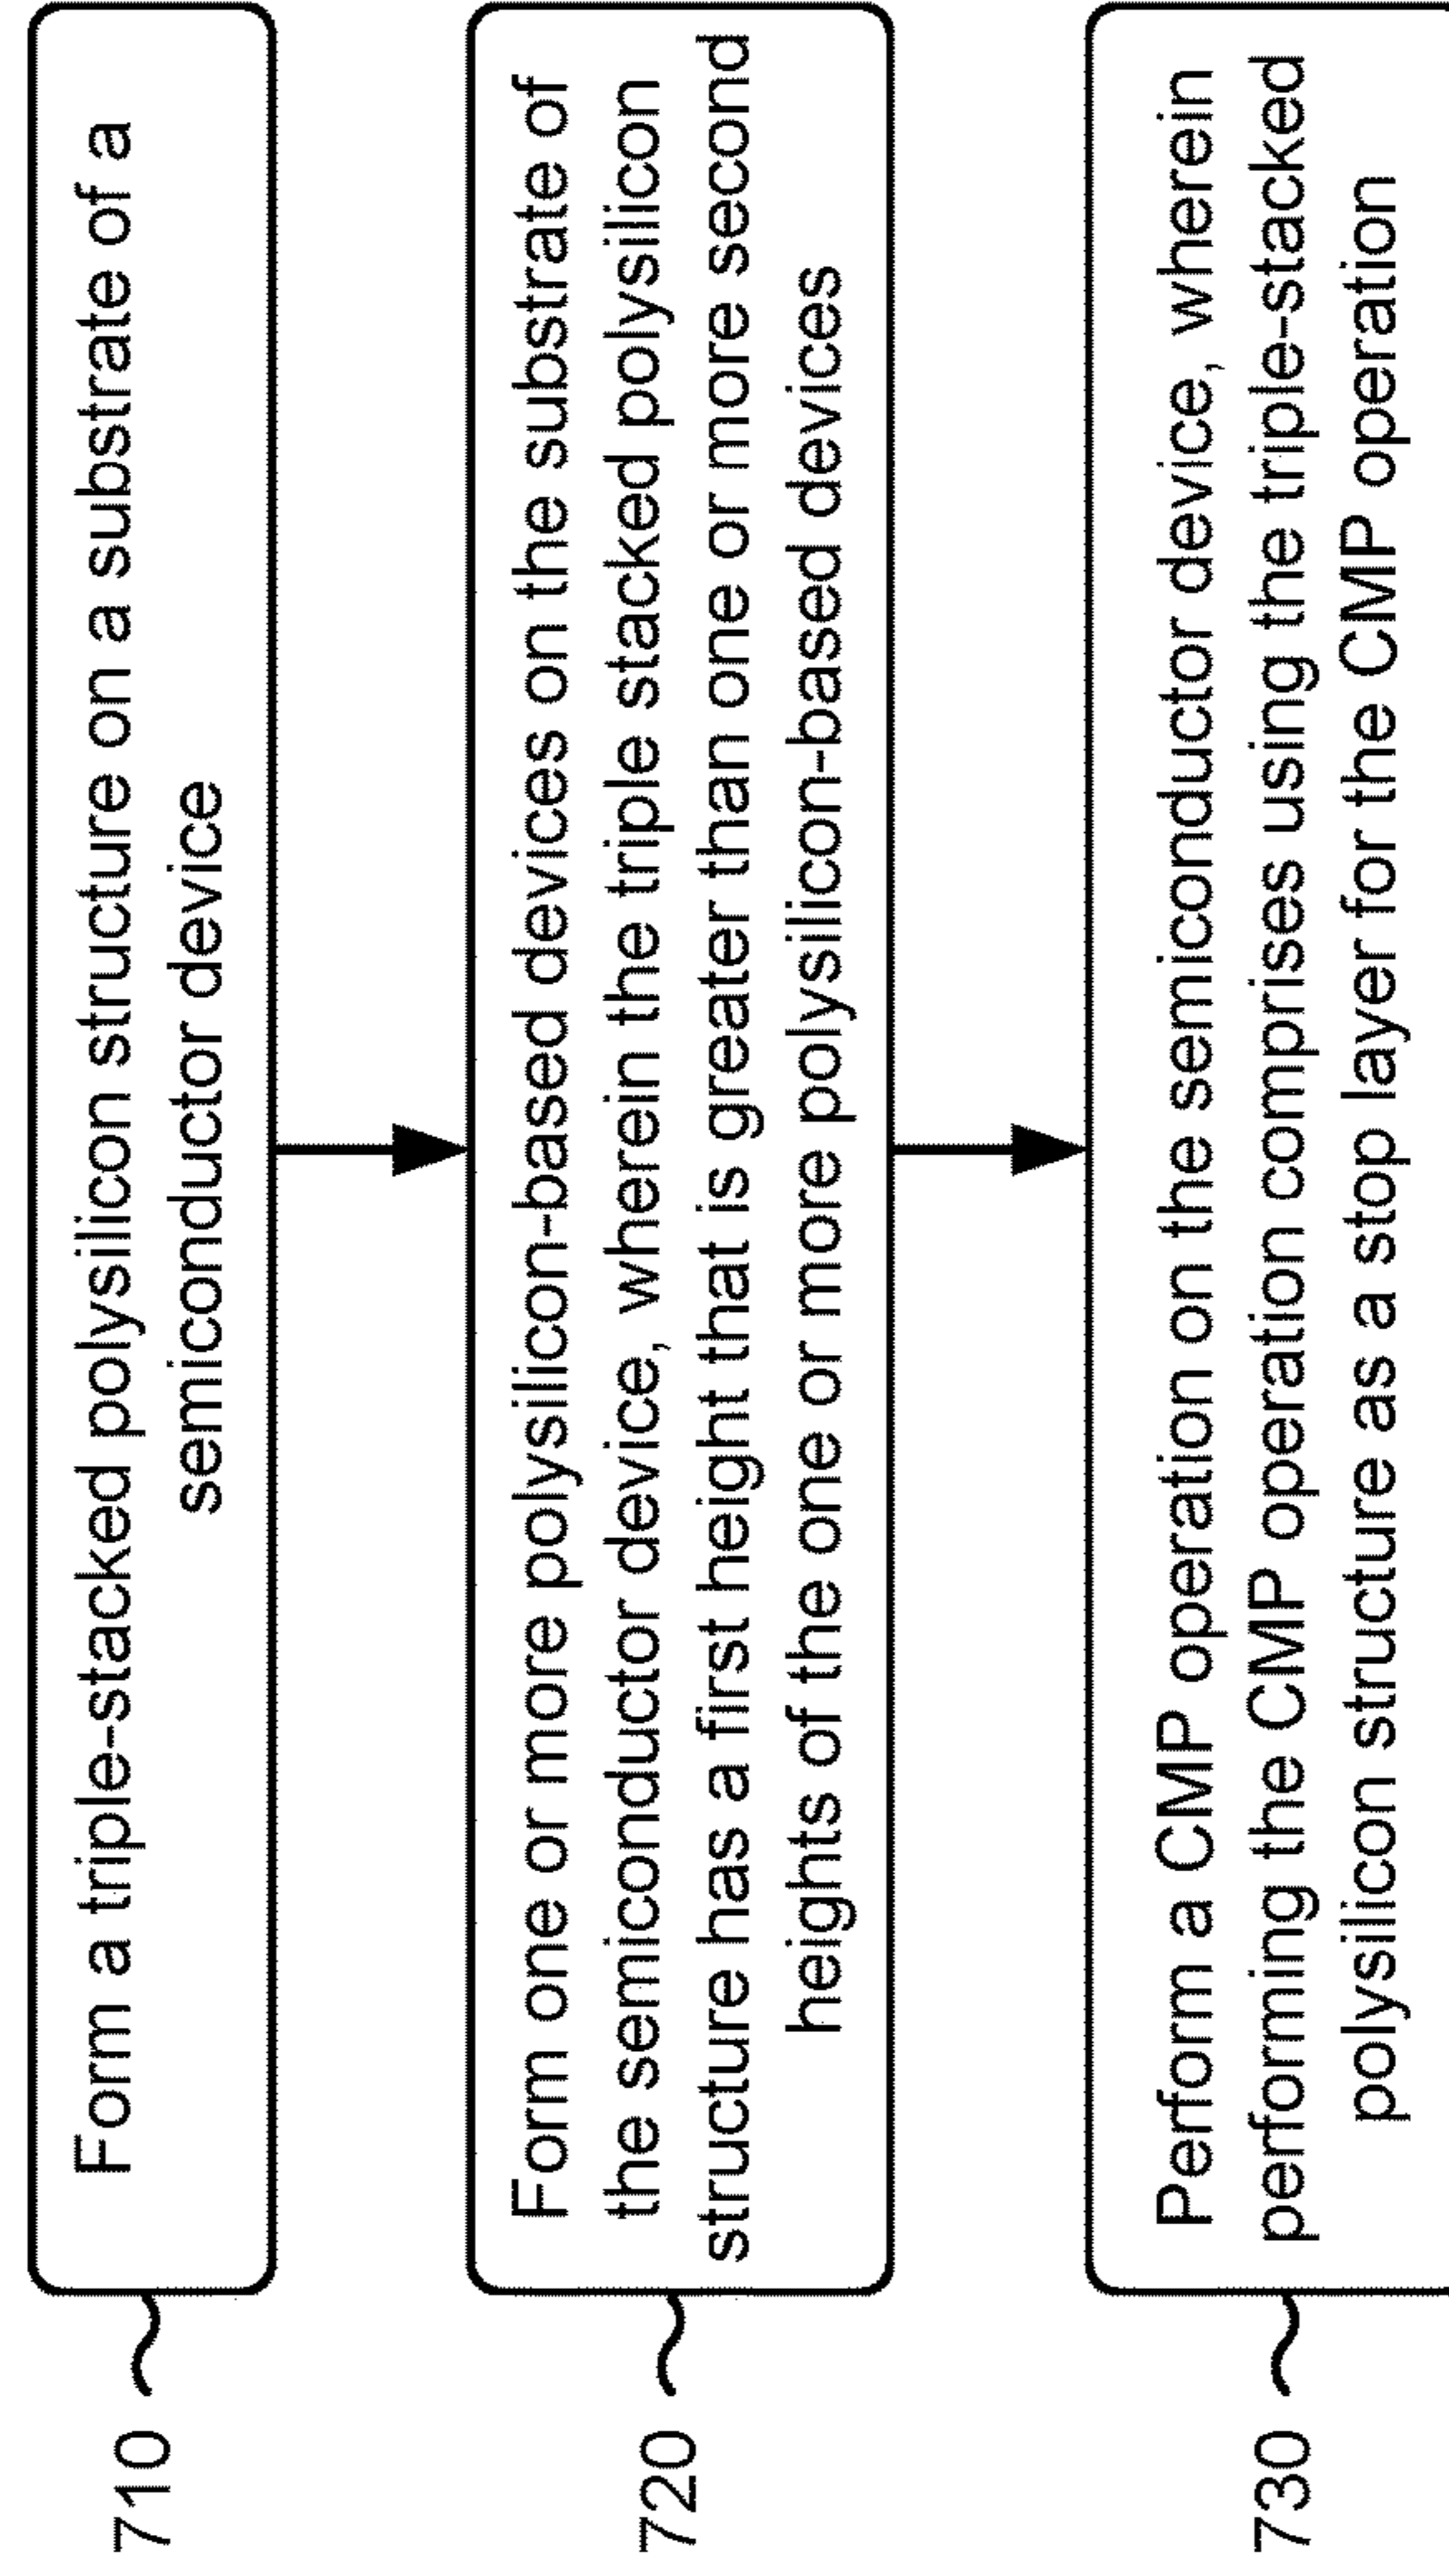 710
Form a triple-stacked polysilicon structure on a substrate of a
semiconductor device
720
Form one or more polysilicon-based devices on the substrate of
the semiconductor device, wherein the triple stacked polysilicon
structure has a first height that is greater than one or more second
heights of the one or more polysilicon-based devices
730
Perform a CMP operation on the semiconductor device, wherein
performing the CMP operation comprises using the triple-stacked
polysilicon structure as a stop layer for the CMP operation